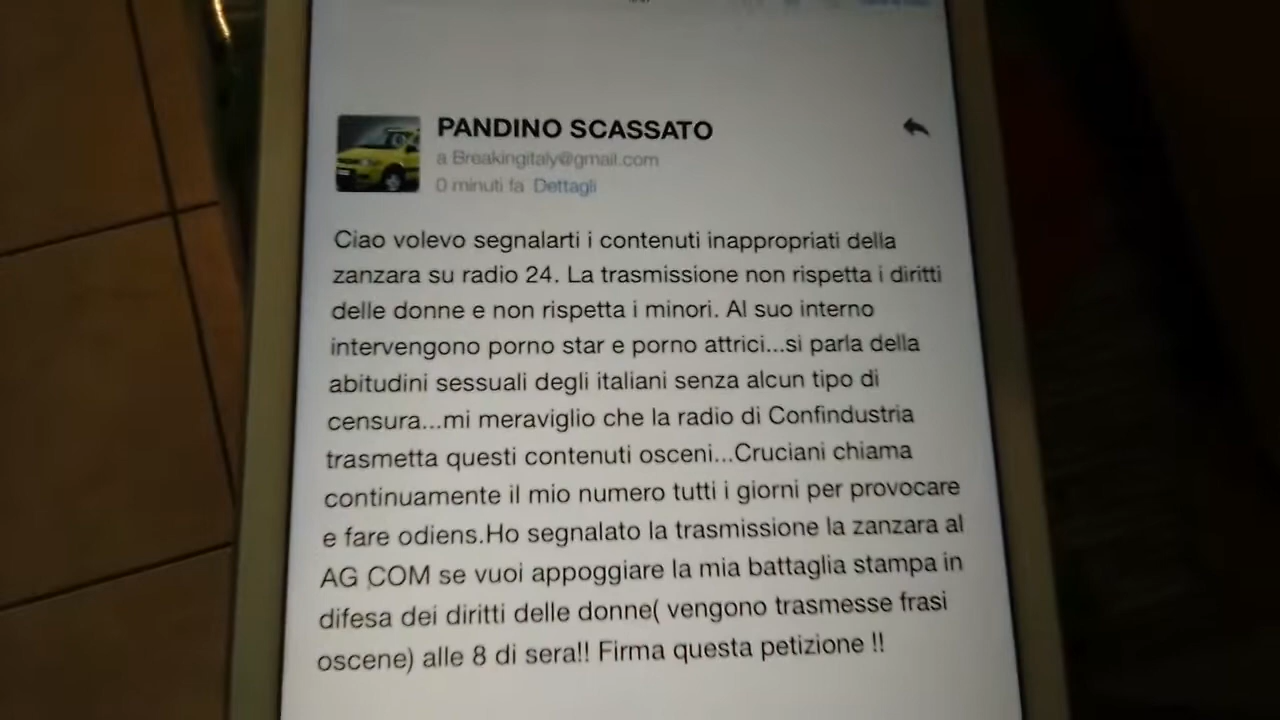 PANDINO SCASSATO
a Breakingitaly@gmail.com
0 minuti fa Dettagli
Ciao volevo segnalarti i contenuti inappropriati della
zanzara su radio 24. La trasmissione non rispetta i diritti
delle donne e non rispetta i minori. Al suo interno
intervengono porno star e porno attrici...si parla della
abitudini sessuali degli italiani senza alcun tipo di
censura...mi meraviglio che la radio di Confindustria
trasmetta questi contenuti osceni...Cruciani chiama
continuamente il mio numero tutti i giorni per provocare
e fare odiens.Ho segnalato la trasmissione la zanzara al
AG COM se vuoi appoggiare la mia battaglia stampa in
difesa dei diritti delle donne( vengono trasmesse frasi
oscene) alle 8 di sera!! Firma questa petizione !!